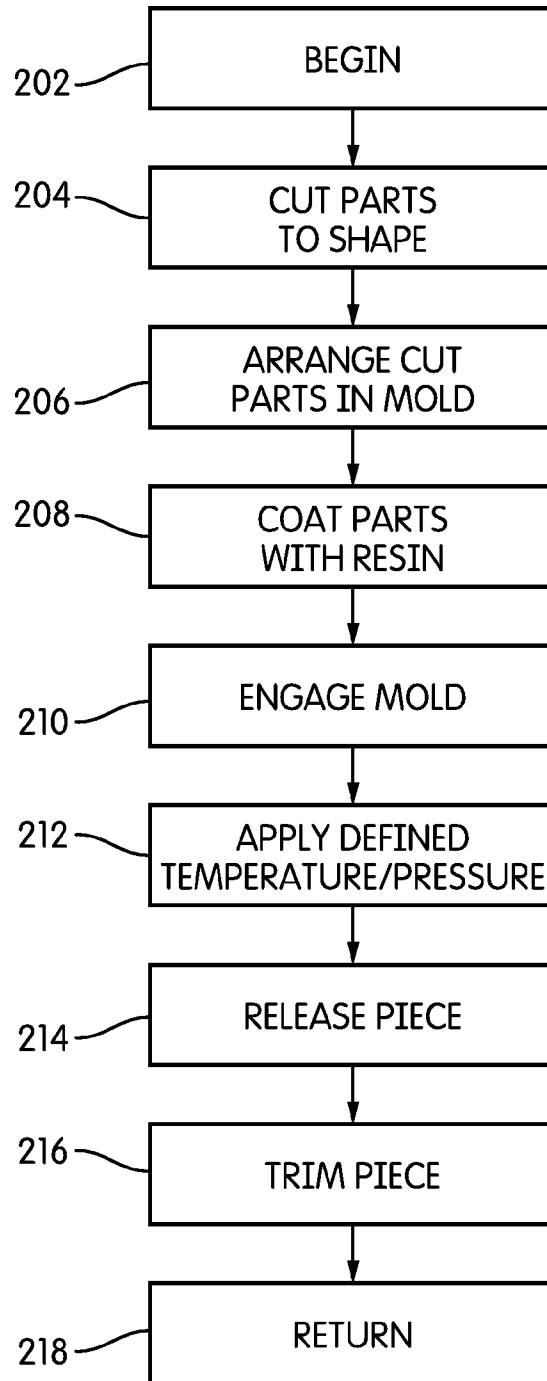 202
BEGIN
204
CUT PARTS
TO SHAPE
206
ARRANGE CUT
PARTS IN MOLD
208
COAT PARTS
WITH RESIN
210
ENGAGE MOLD
212
APPLY DEFINED
TEMPERATURE/PRESSURE
214
RELEASE PIECE
216
TRIM PIECE
218
RETURN